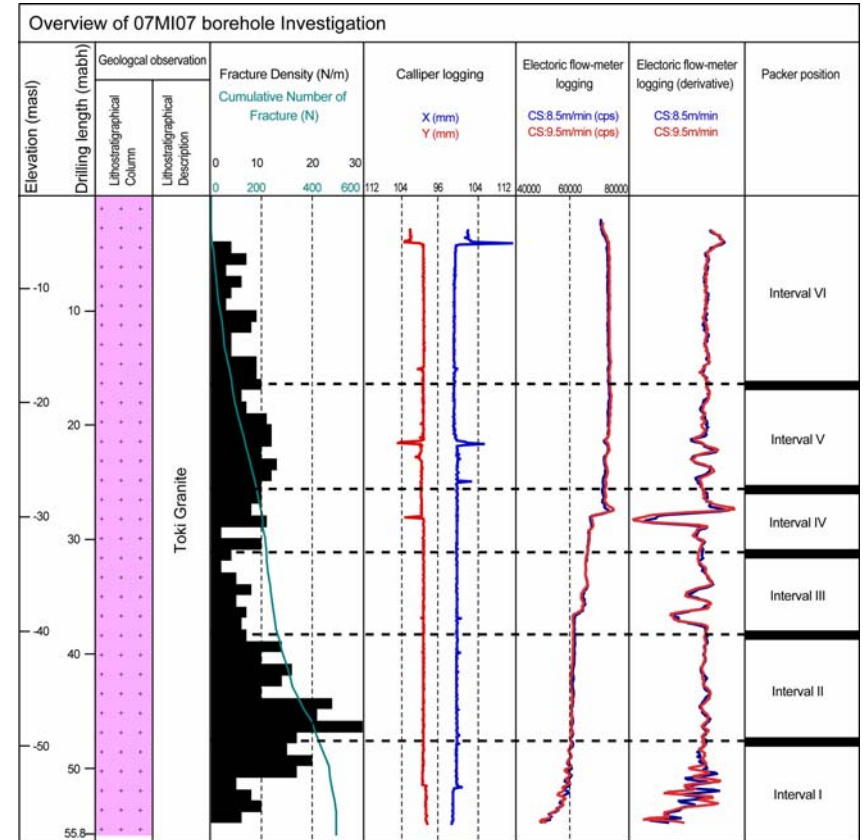 Overview of 07MI07 borehole Investigation
Elevation (masl)
Drilling length (mabh)
Geologcal observation
Lithostratigraphical
Column
Lithostratigraphical
Description
Fracture Density (N/m)
Cumulative Number of
Fracture (N)
0 10 20 30
0 200 400 600
Calliper logging
X (mm)
Y (mm)
112 104 96 104 112
Electoric flow-meter
logging
CS:8.5m/min (cps)
CS:9.5m/min (cps)
40000 60000 80000
Electoric flow-meter
logging (derivative)
CS:8.5m/min
CS:9.5m/min
Packer position
-10
-20
-30
-40
-50
10
20
30
40
50
55.8
Toki Granite
Interval VI
Interval V
Interval IV
Interval III
Interval II
Interval I